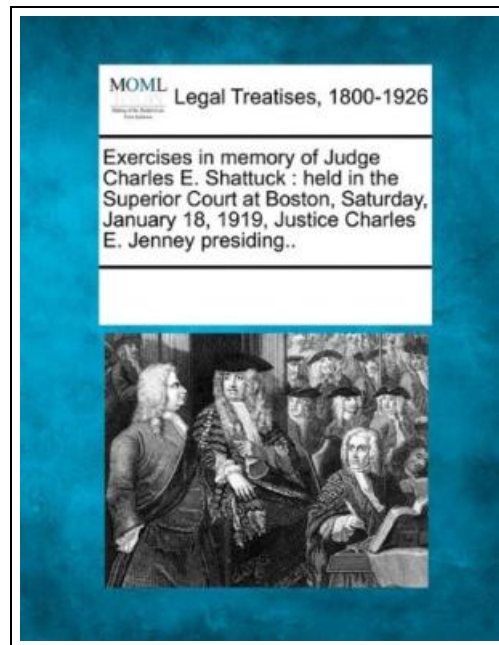 MOML
Legal Treatises, 1800-1926
Exercises in memory of Judge
Charles E. Shattuck : held in the
Superior Court at Boston, Saturday,
January 18, 1919, Justice Charles
E. Jenney presiding..